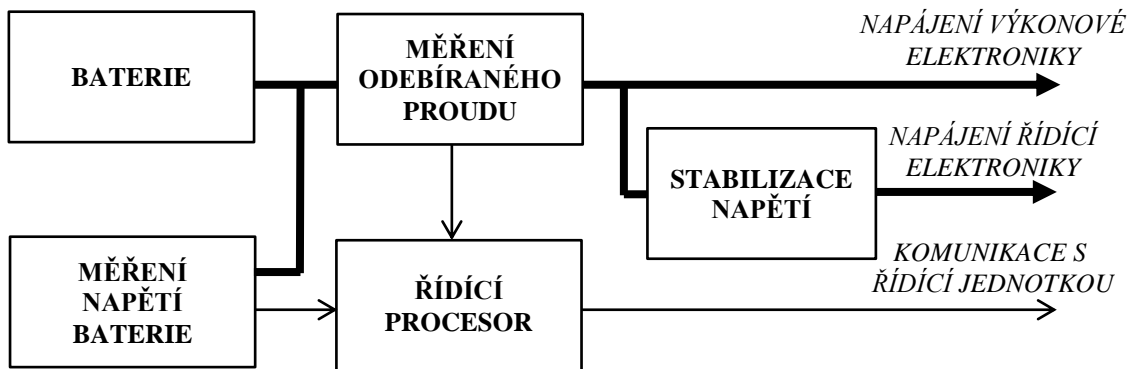 BATERIE
MĚŘENÍ
ODEBÍRANÉHO
PROUDU
NAPÁJENÍ VÝKONOVÉ
ELEKTRONIKY
STABILIZACE
NAPĚTÍ
NAPÁJENÍ ŘÍDÍCÍ
ELEKTRONIKY
MĚŘENÍ
NAPĚTÍ
BATERIE
ŘÍDÍCÍ
PROCESOR
KOMUNIKACE S
ŘÍDÍCÍ JEDNOTKOU